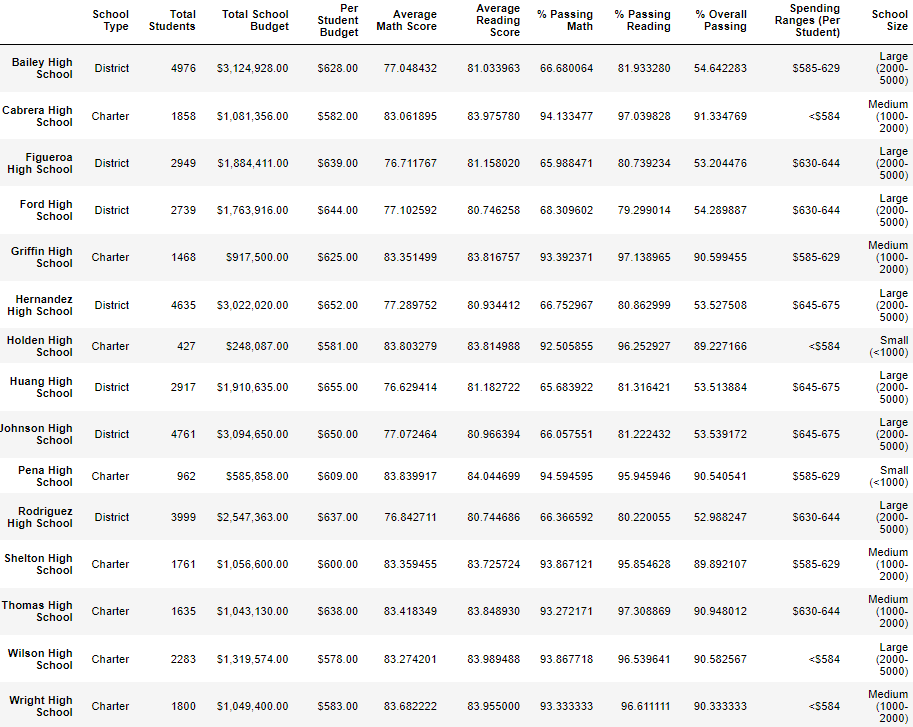 School Type	Total Students	Total School Budget	Per Student Budget	Average Math Score	Average Reading Score	% Passing Math	% Passing Reading	% Overall Passing	Spending Ranges (Per Student)	School Size
Bailey High School	District	4976	$3,124,928.00	$628.00	77.048432	81.033963	66.680064	81.933280	54.642283	$585-629	Large (2000-5000)
Cabrera High School	Charter	1858	$1,081,356.00	$582.00	83.061895	83.975780	94.133477	97.039828	91.334769	<$584	Medium (1000-2000)
Figueroa High School	District	2949	$1,884,411.00	$639.00	76.711767	81.158020	65.988471	80.739234	53.204476	$630-644	Large (2000-5000)
Ford High School	District	2739	$1,763,916.00	$644.00	77.102592	80.746258	68.309602	79.299014	54.289887	$630-644	Large (2000-5000)
Griffin High School	Charter	1468	$917,500.00	$625.00	83.351499	83.816757	93.392371	97.138965	90.599455	$585-629	Medium (1000-2000)
Hernandez High School	District	4635	$3,022,020.00	$652.00	77.289752	80.934412	66.752967	80.862999	53.527508	$645-675	Large (2000-5000)
Holden High School	Charter	427	$248,087.00	$581.00	83.803279	83.814988	92.505855	96.252927	89.227166	<$584	Small (<1000)
Huang High School	District	2917	$1,910,635.00	$655.00	76.629414	81.182722	65.683922	81.316421	53.513884	$645-675	Large (2000-5000)
Johnson High School	District	4761	$3,094,650.00	$650.00	77.072464	80.966394	66.057551	81.222432	53.539172	$645-675	Large (2000-5000)
Pena High School	Charter	962	$585,858.00	$609.00	83.839917	84.044699	94.594595	95.945946	90.540541	$585-629	Small (<1000)
Rodriguez High School	District	3999	$2,547,363.00	$637.00	76.842711	80.744686	66.366592	80.220055	52.988247	$630-644	Large (2000-5000)
Shelton High School	Charter	1761	$1,056,600.00	$600.00	83.359455	83.725724	93.867121	95.854628	89.892107	$585-629	Medium (1000-2000)
Thomas High School	Charter	1635	$1,043,130.00	$638.00	83.418349	83.848930	93.272171	97.308869	90.948012	$630-644	Medium (1000-2000)
Wilson High School	Charter	2283	$1,319,574.00	$578.00	83.274201	83.989488	93.867718	96.539641	90.582567	<$584	Large (2000-5000)
Wright High School	Charter	1800	$1,049,400.00	$583.00	83.682222	83.955000	93.333333	96.611111	90.333333	<$584	Medium (1000-2000)